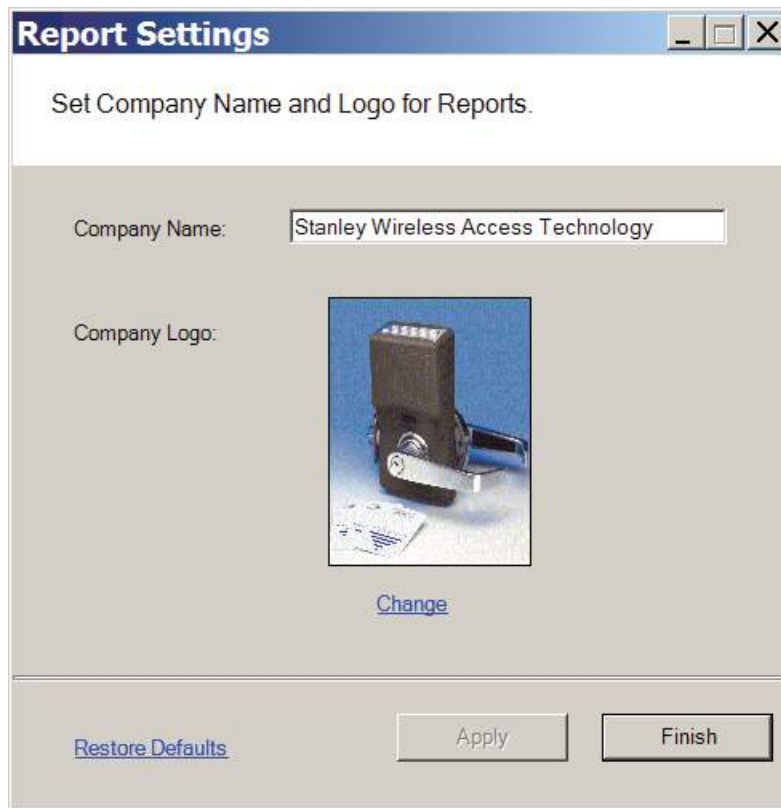 Report Settings
Set Company Name and Logo for Reports.
Company Name: Stanley Wireless Access Technology
Company Logo:
Change
Restore Defaults Apply Finish